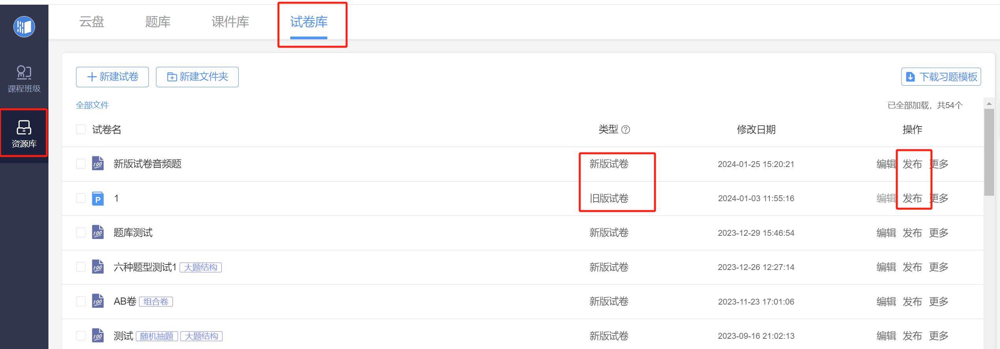 云盘 题库 课件库 试卷库
课程班级
资源库
新建试卷 新建文件夹 下载习题模板
全部文件 已全部加载，共54个
试卷名 类型 ? 修改日期 操作
100 新版试卷音频题 新版试卷 2024-01-25 15:20:21 编辑 发布 更多
P 1 旧版试卷 2024-01-03 11:55:16 编辑 发布 更多
100 题库测试 新版试卷 2023-12-29 15:46:54 编辑 发布 更多
100 六种题型测试1 大题结构 新版试卷 2023-12-26 12:27:14 编辑 发布 更多
100 AB卷 组合卷 新版试卷 2023-11-23 17:01:06 编辑 发布 更多
100 测试 随机抽题 大题结构 新版试卷 2023-09-16 21:02:13 编辑 发布 更多